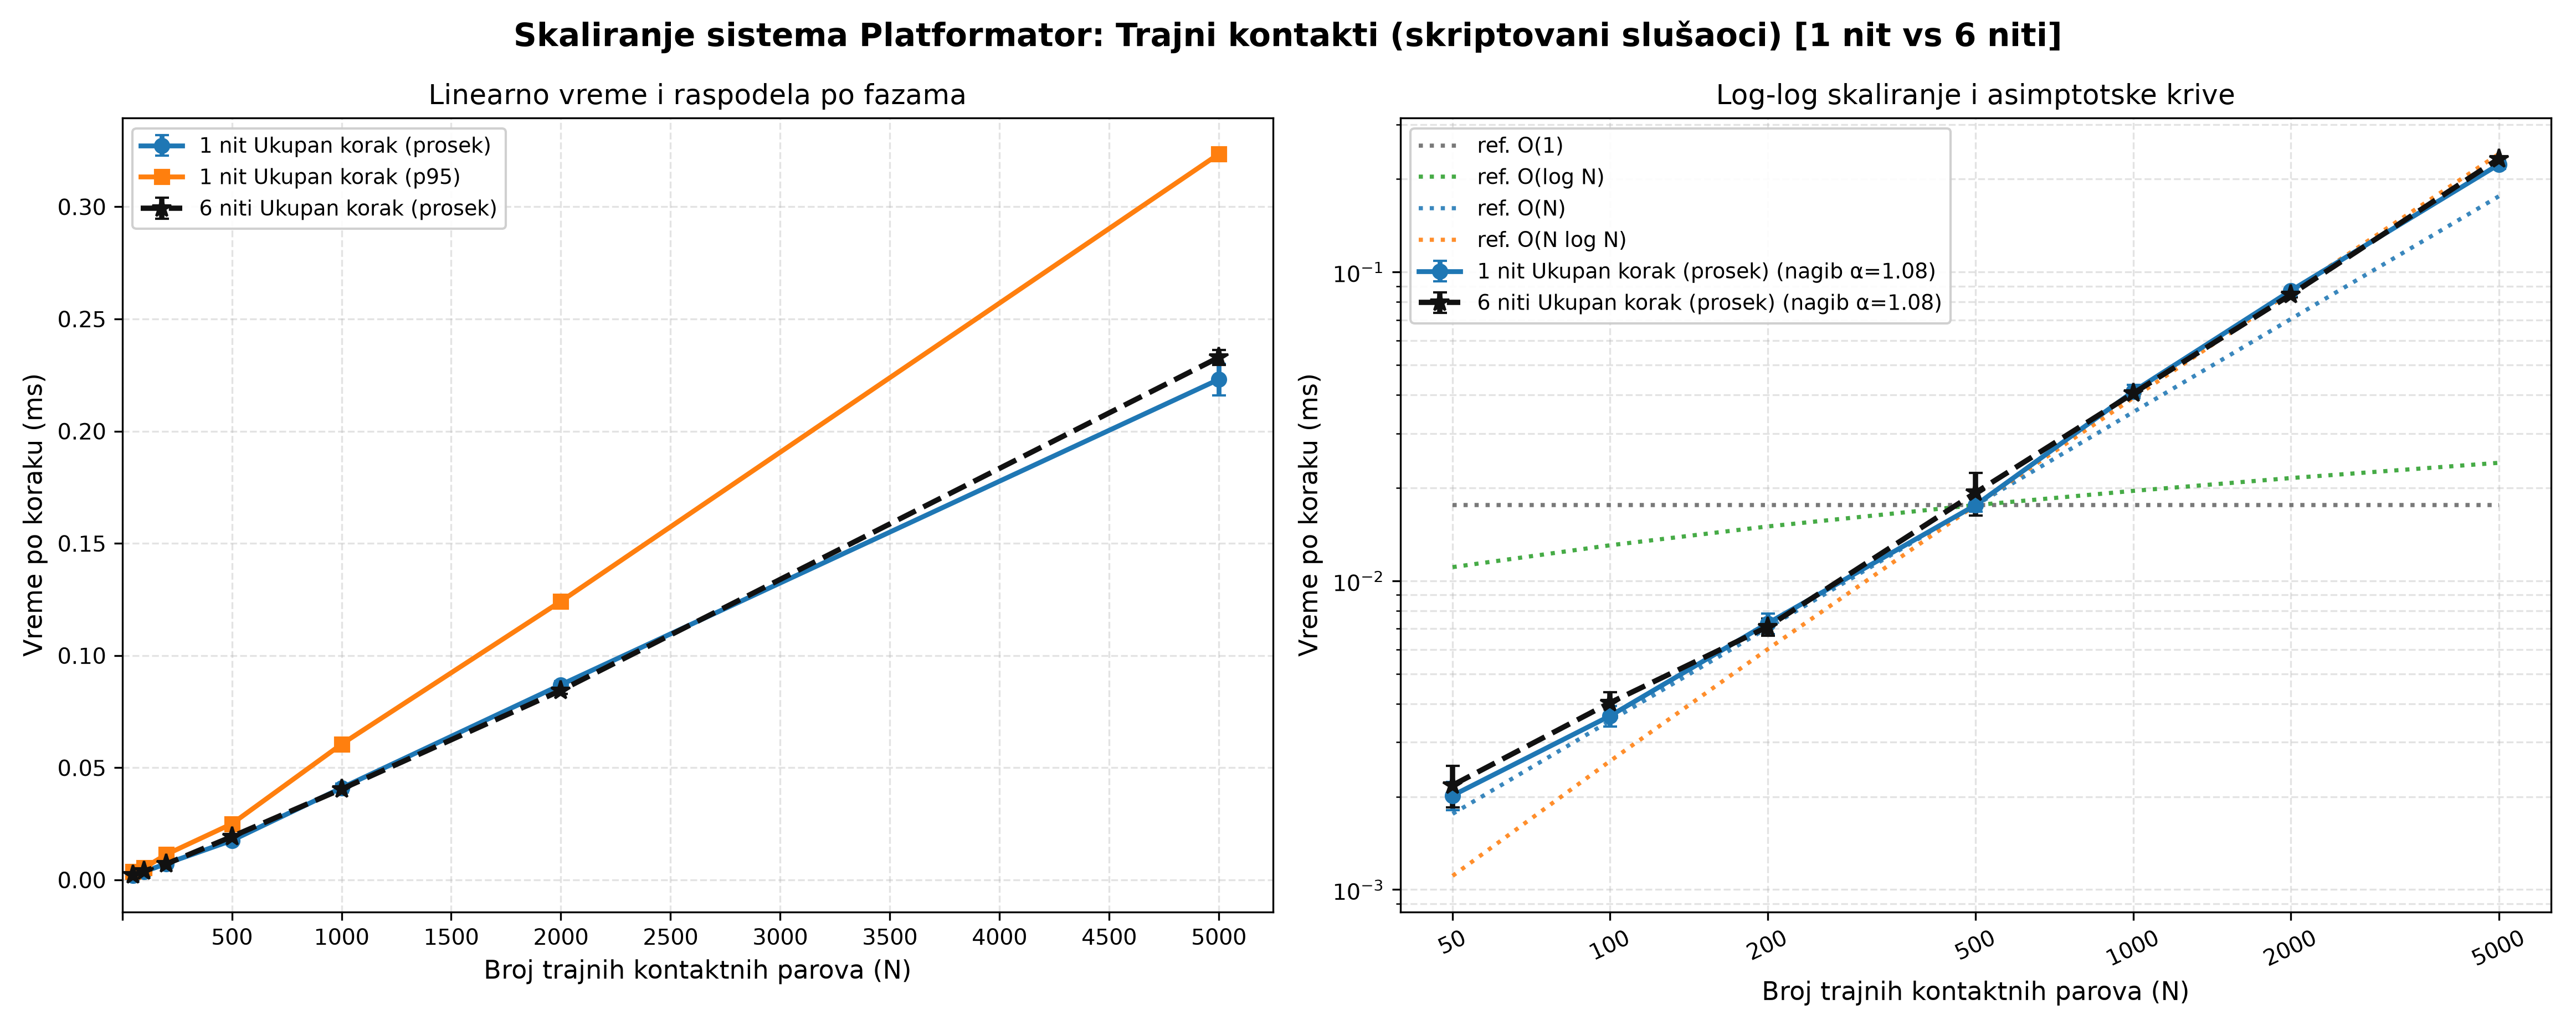 Skaliranje sistema Platformator: Trajni kontakti (skriptovani slušaoci) [1 nit vs 6 niti]
Linearno vreme i raspodela po fazama
1 nit Ukupan korak (prosek)
1 nit Ukupan korak (p95)
6 niti Ukupan korak (prosek)
Vreme po koraku (ms)
0.30
0.25
0.20
0.15
0.10
0.05
0.00
500 1000 1500 2000 2500 3000 3500 4000 4500 5000
Broj trajnih kontaktnih parova (N)
Log-log skaliranje i asimptotske krive
ref. O(1)
ref. O(log N)
ref. O(N)
ref. O(N log N)
1 nit Ukupan korak (prosek) (nagib α=1.08)
6 niti Ukupan korak (prosek) (nagib α=1.08)
Vreme po koraku (ms)
10⁻¹
10⁻²
10⁻³
50 100 200 500 1000 2000 5000
Broj trajnih kontaktnih parova (N)